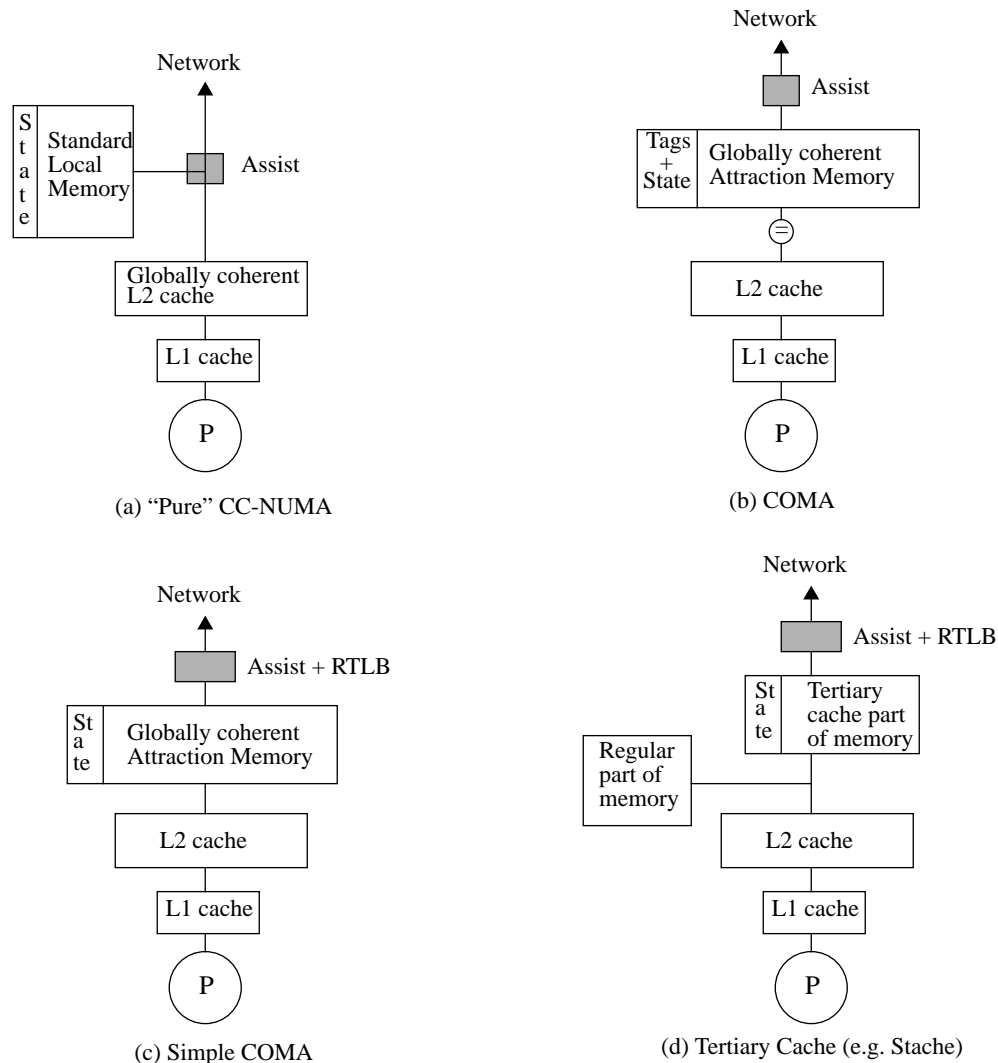 Network
S
t
a
t
e
Standard
Local
Memory
Assist
Globally coherent
L2 cache
L1 cache
P
(a) “Pure” CC-NUMA
Network
Assist
Tags
+
State
Globally coherent
Attraction Memory
=
L2 cache
L1 cache
P
(b) COMA
Network
Assist + RTLB
St
a
te
Globally coherent
Attraction Memory
L2 cache
L1 cache
P
(c) Simple COMA
Network
Assist + RTLB
St
a
te
Tertiary
cache part
of memory
Regular
part of
memory
L2 cache
L1 cache
P
(d) Tertiary Cache (e.g. Stache)